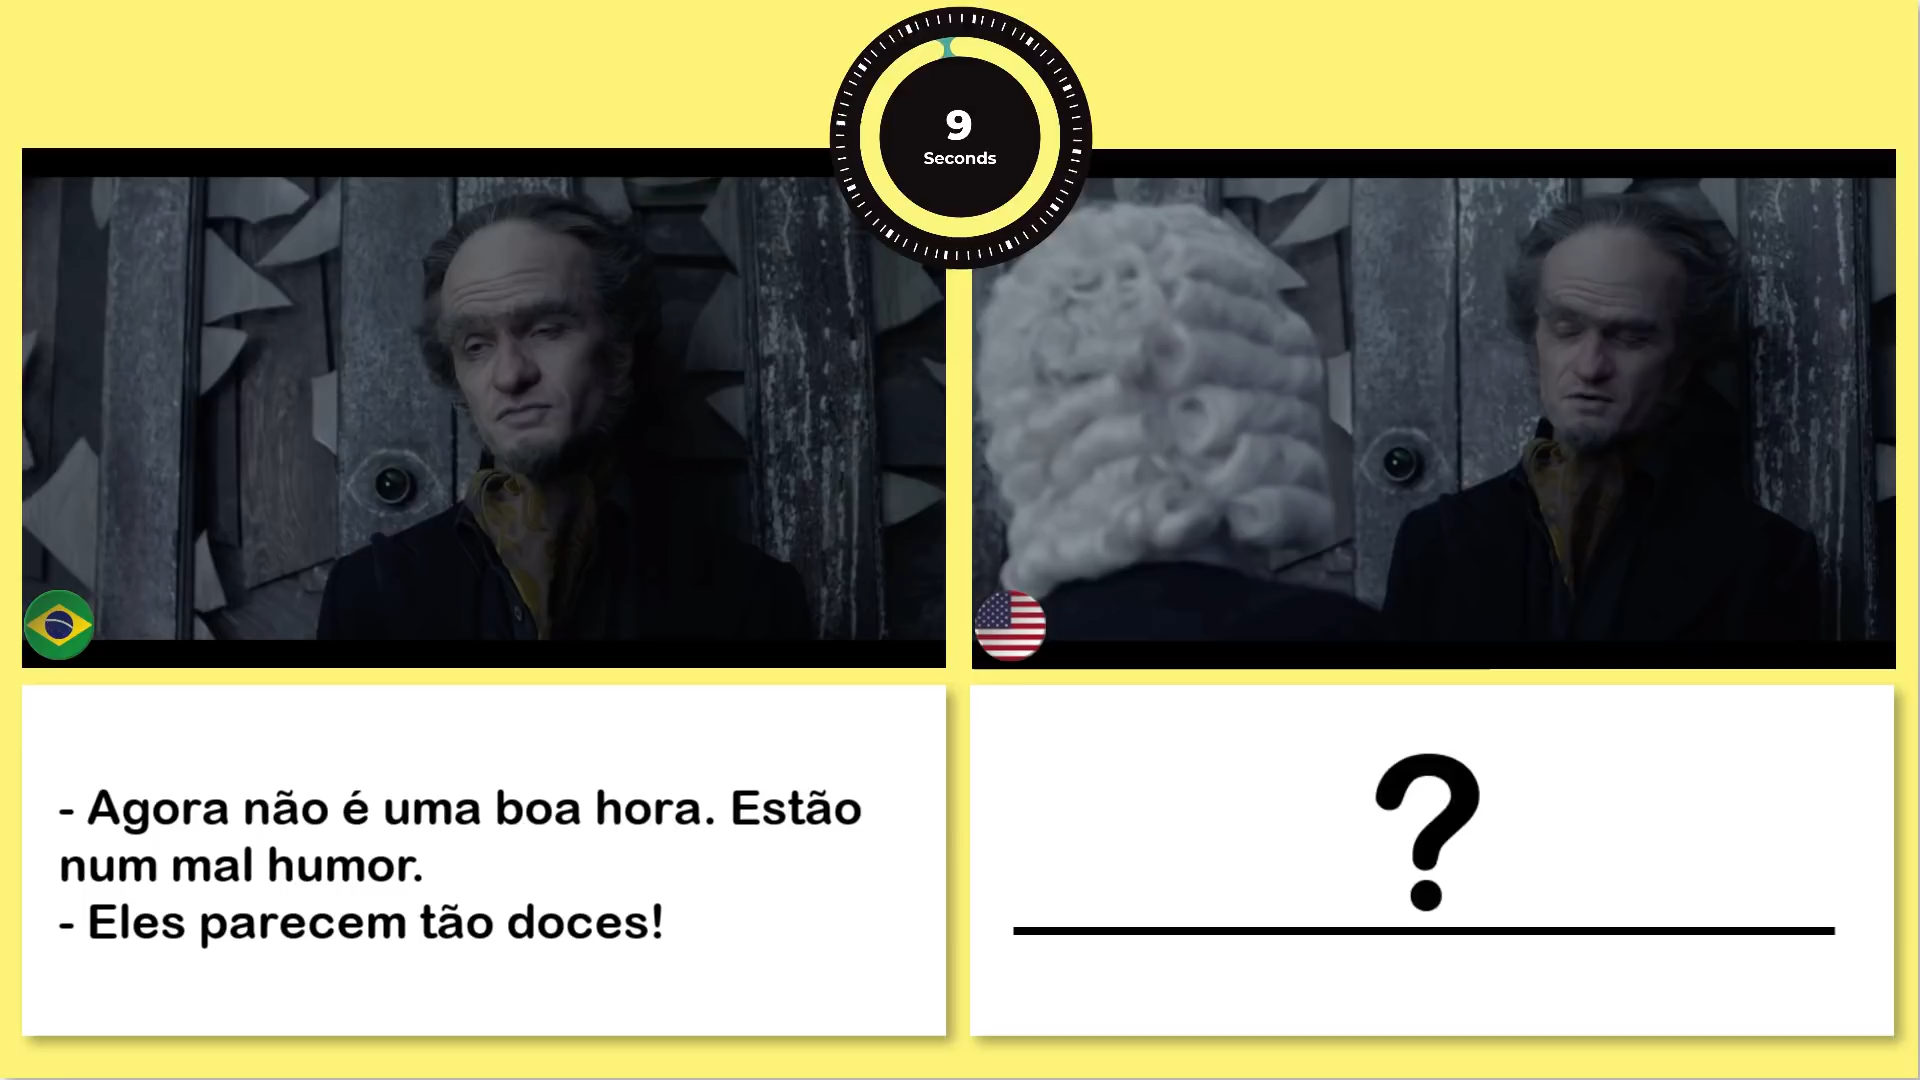 9
Seconds
- Agora não é uma boa hora. Estão
num mal humor.
- Eles parecem tão doces!
?